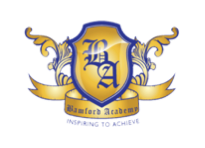 B
A
Bamford Academy
INSPIRING TO ACHIEVE